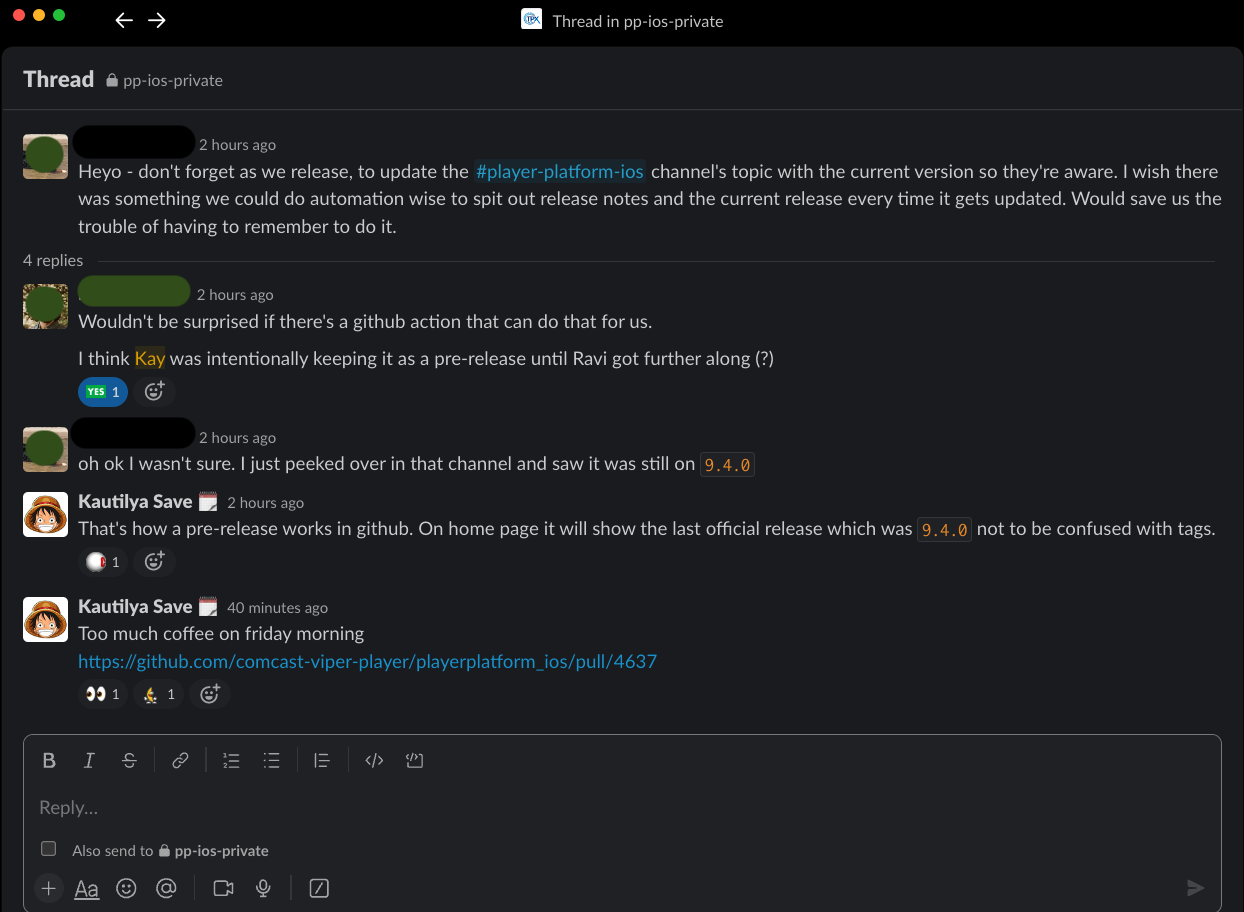 TPX Thread in pp-ios-private
Thread pp-ios-private
2 hours ago
Heyo - don't forget as we release, to update the #player-platform-ios channel's topic with the current version so they're aware. I wish there
was something we could do automation wise to spit out release notes and the current release every time it gets updated. Would save us the
trouble of having to remember to do it.
4 replies
2 hours ago
Wouldn't be surprised if there's a github action that can do that for us.
I think Kay was intentionally keeping it as a pre-release until Ravi got further along (?)
YES 1
2 hours ago
oh ok I wasn't sure. I just peeked over in that channel and saw it was still on 9.4.0
Kautilya Save 2 hours ago
That's how a pre-release works in github. On home page it will show the last official release which was 9.4.0 not to be confused with tags.
1
Kautilya Save 40 minutes ago
Too much coffee on friday morning
https://github.com/comcast-viper-player/playerplatform_ios/pull/4637
1 1
B I S
Reply...
Also send to pp-ios-private
+ Aa @